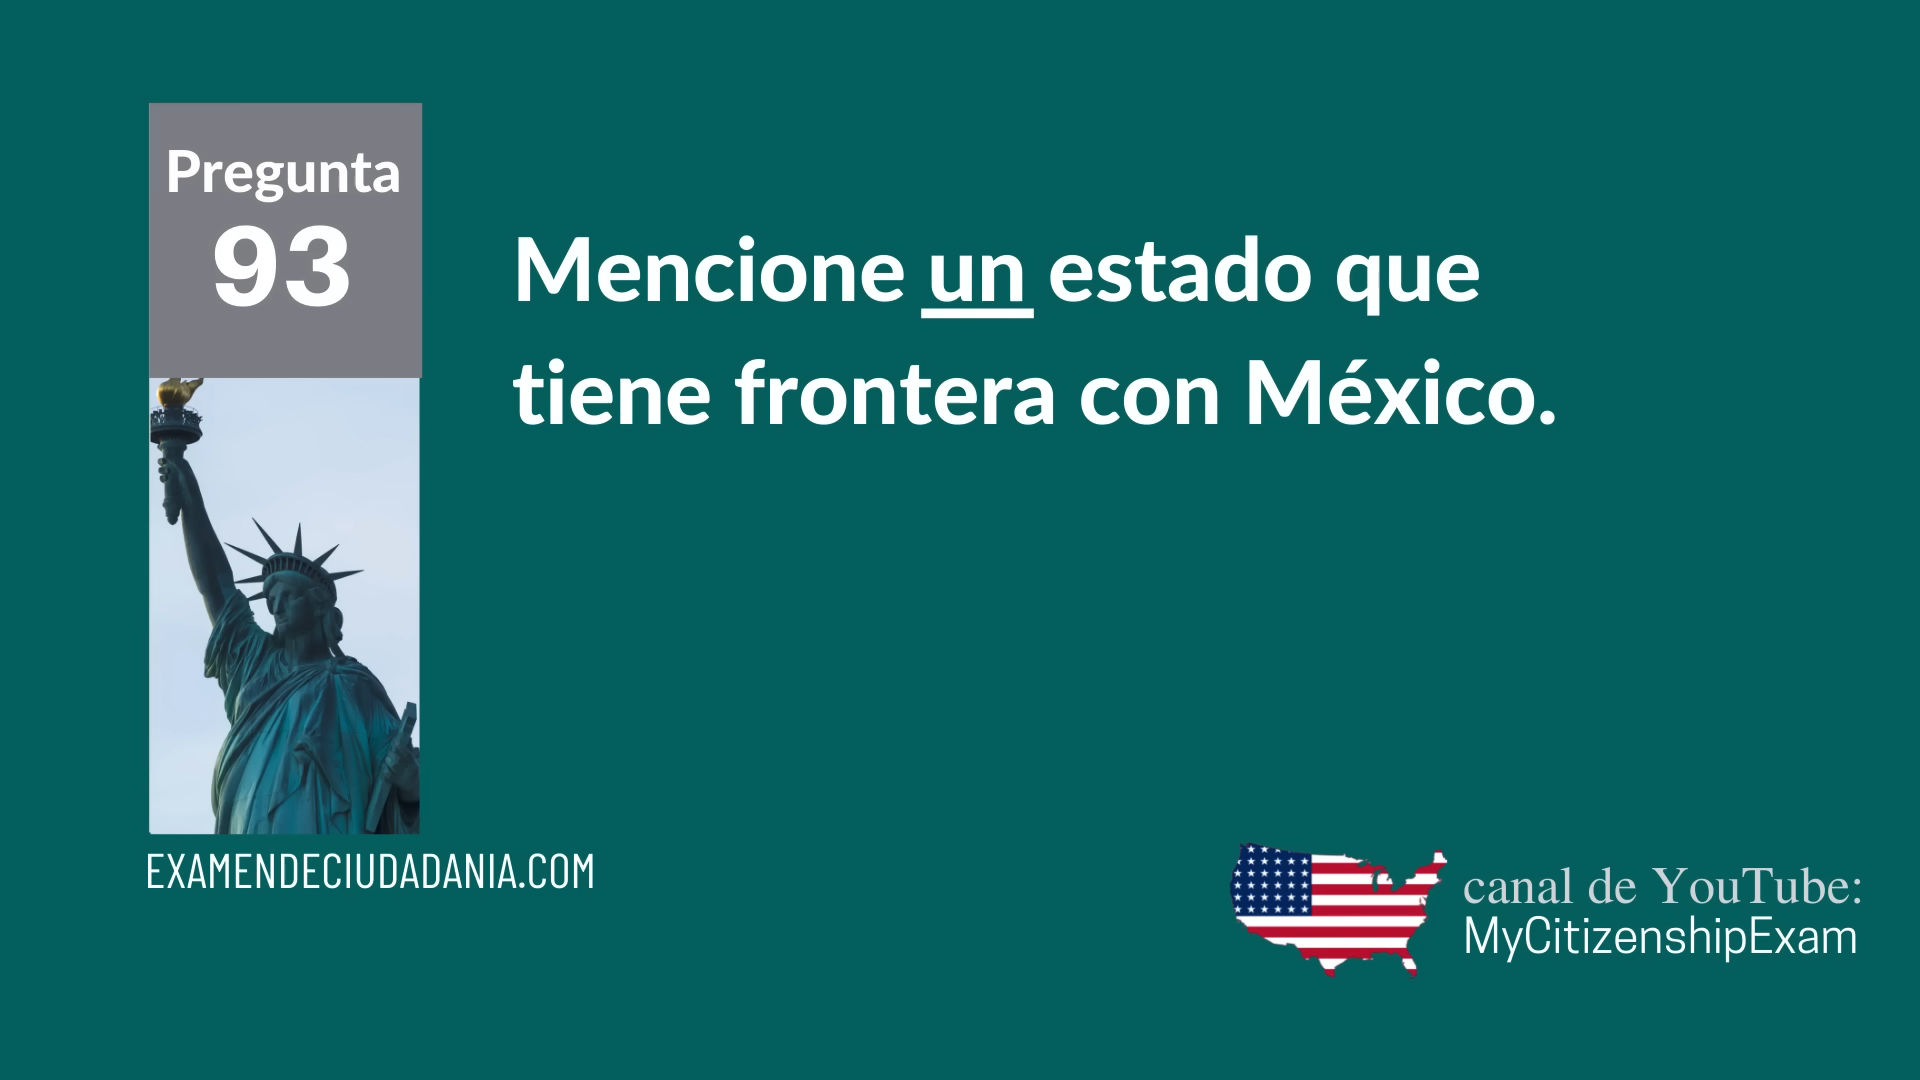 Pregunta
93
Mencione un estado que
tiene frontera con México.
EXAMENDECIUDADANIA.COM
canal de YouTube:
MyCitizenshipExam